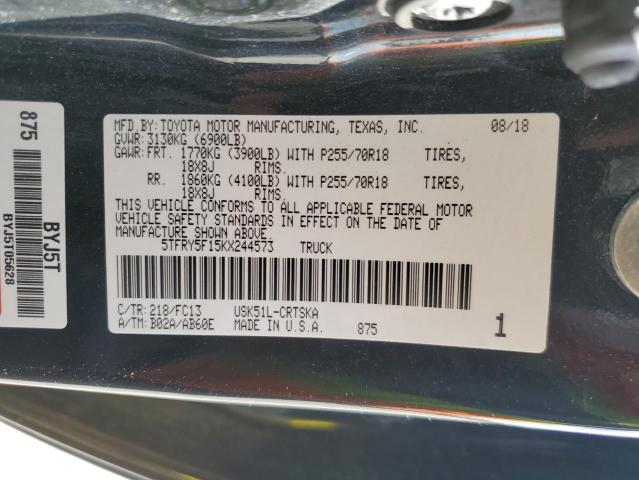 MFD.BY:TOYOTA MOTOR MANUFACTURING, TEXAS, INC. 08/18
GVWR:3130KG (6900LB)
GAWR:FRT. 1770KG (3900LB) WITH P255/70R18 TIRES,
18X8J RIMS.
RR. 1860KG (4100LB) WITH P255/70R18 TIRES,
18X8J RIMS.
THIS VEHICLE CONFORMS TO ALL APPLICABLE FEDERAL MOTOR
VEHICLE SAFETY STANDARDS IN EFFECT ON THE DATE OF
MANUFACTURE SHOWN ABOVE.
5TFRY5F15KX244573 TRUCK
C/TR:218/FC13 USK51L-CRTSKA
A/TM:B02A/AB60E MADE IN U.S.A. 875 1
875
BYJ5T
BYJ5T05628